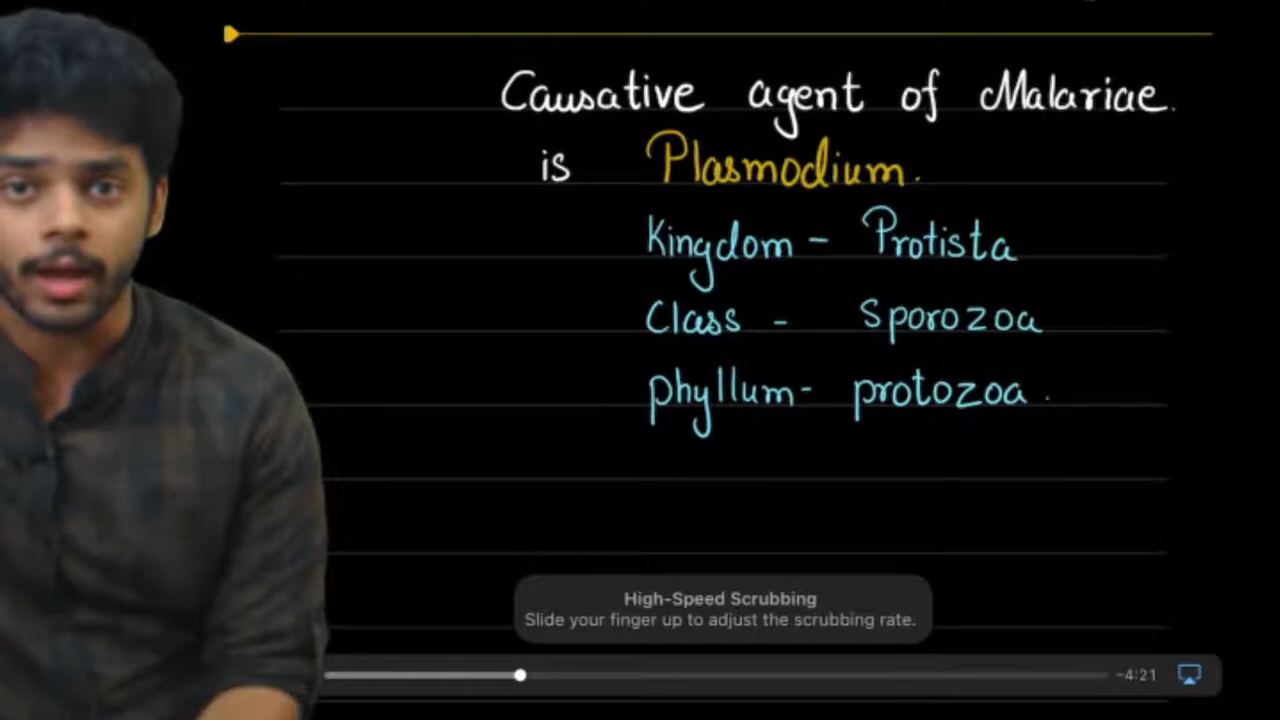 Causative agent of Malariae.
is Plasmodium.
Kingdom - Protista
Class - Sporozoa
phyllum - protozoa.
High-Speed Scrubbing
Slide your finger up to adjust the scrubbing rate.
-4:21